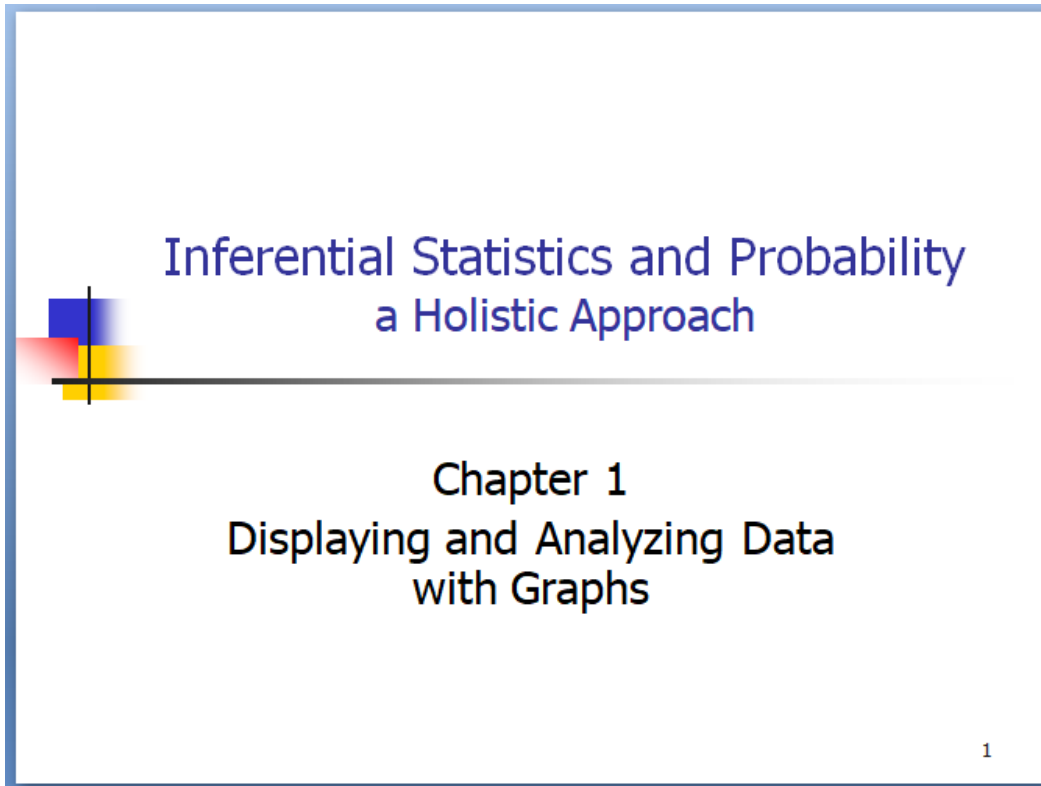 Inferential Statistics and Probability
a Holistic Approach
Chapter 1
Displaying and Analyzing Data
with Graphs
1